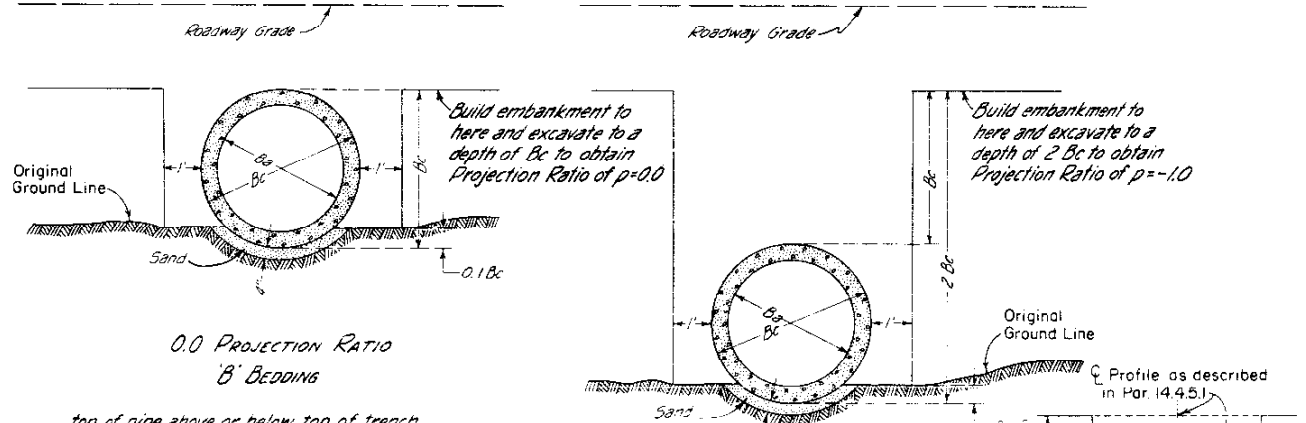 Roadway Grade
Roadway Grade
Build embankment to
here and excavate to a
depth of Bc to obtain
Projection Ratio of p=0.0
Bc
Ba
Bc
1'
1'
Original
Ground Line
Sand
0.1 Bc
0.0 PROJECTION RATIO
'B' BEDDING
top of pipe above or below top of trench
Build embankment to
here and excavate to a
depth of 2 Bc to obtain
Projection Ratio of p=-1.0
Bc
2 Bc
Ba
Bc
1'
1'
Original
Ground Line
Sand
℄ Profile as described
in Par. 14.4.5.1